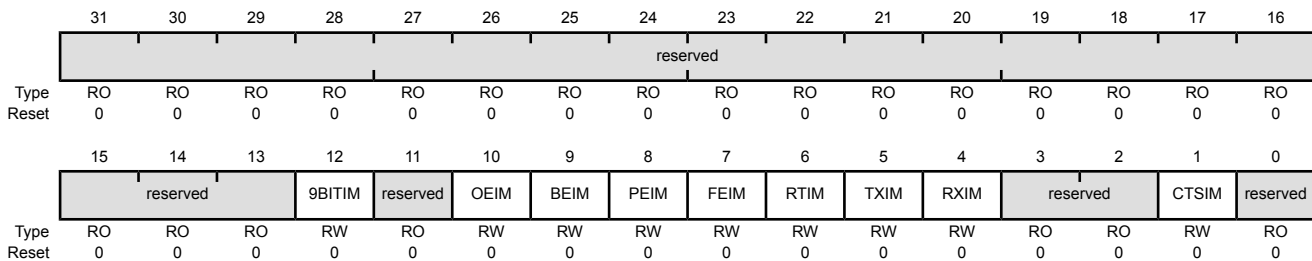 31 30 29 28 27 26 25 24 23 22 21 20 19 18 17 16
reserved
Type RO RO RO RO RO RO RO RO RO RO RO RO RO RO RO RO
Reset 0 0 0 0 0 0 0 0 0 0 0 0 0 0 0 0
15 14 13 12 11 10 9 8 7 6 5 4 3 2 1 0
reserved 9BITIM reserved OEIM BEIM PEIM FEIM RTIM TXIM RXIM reserved CTSIM reserved
Type RO RO RO RW RO RW RW RW RW RW RW RW RO RO RW RO
Reset 0 0 0 0 0 0 0 0 0 0 0 0 0 0 0 0